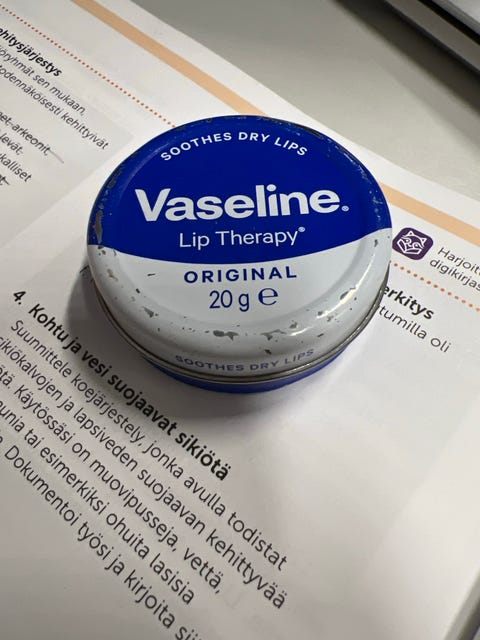 kehitysjärjestys
ryhmät sen mukaan,
todennäköisesti kehittyivät
arkeonit
levät.
SOOTHES DRY LIPS
Vaseline®
Lip Therapy®
ORIGINAL
20 g e
SOOTHES DRY LIPS
digikirjas
erkitys
tumilla oli
4. Kohtu ja vesi suojaavat sikiötä
Suunnittele koejärjestely, jonka avulla todistat
sikiökalvojen ja lapsiveden suojaavan kehittyvää
Käytössäsi on muovipusseja, vettä,
tai esimerkiksi ohuita lasisia
Dokumentoi työsi ja kirjoita